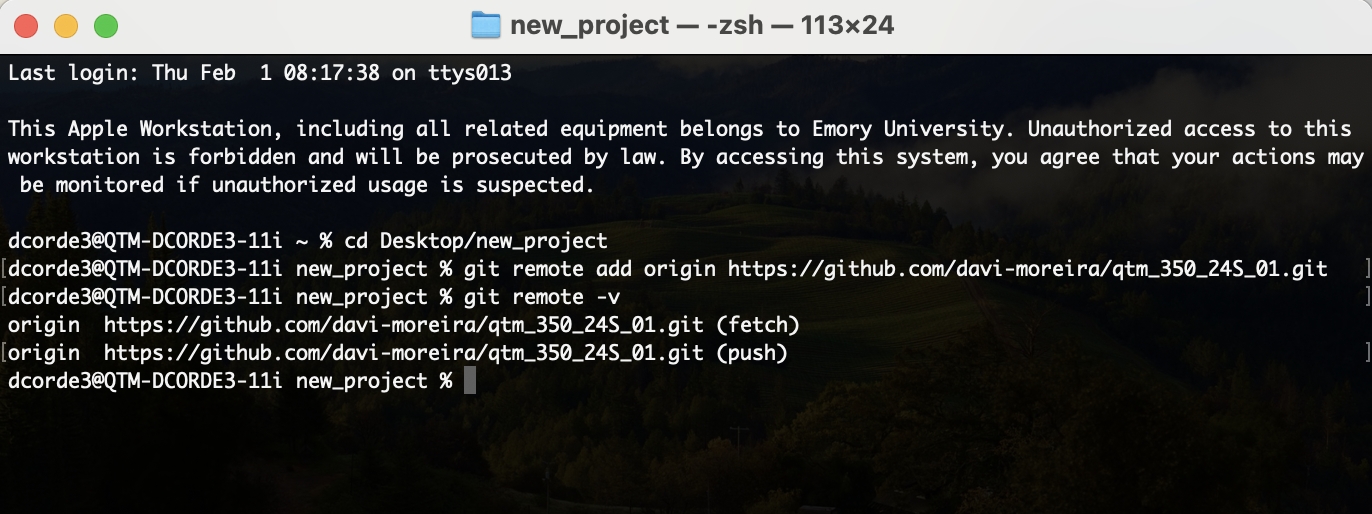 new_project — -zsh — 113×24
Last login: Thu Feb  1 08:17:38 on ttys013
This Apple Workstation, including all related equipment belongs to Emory University. Unauthorized access to this
workstation is forbidden and will be prosecuted by law. By accessing this system, you agree that your actions may
 be monitored if unauthorized usage is suspected.
dcorde3@QTM-DCORDE3-11i ~ % cd Desktop/new_project
[dcorde3@QTM-DCORDE3-11i new_project % git remote add origin https://github.com/davi-moreira/qtm_350_24S_01.git ]
[dcorde3@QTM-DCORDE3-11i new_project % git remote -v ]
origin  https://github.com/davi-moreira/qtm_350_24S_01.git (fetch)
[origin  https://github.com/davi-moreira/qtm_350_24S_01.git (push) ]
dcorde3@QTM-DCORDE3-11i new_project %